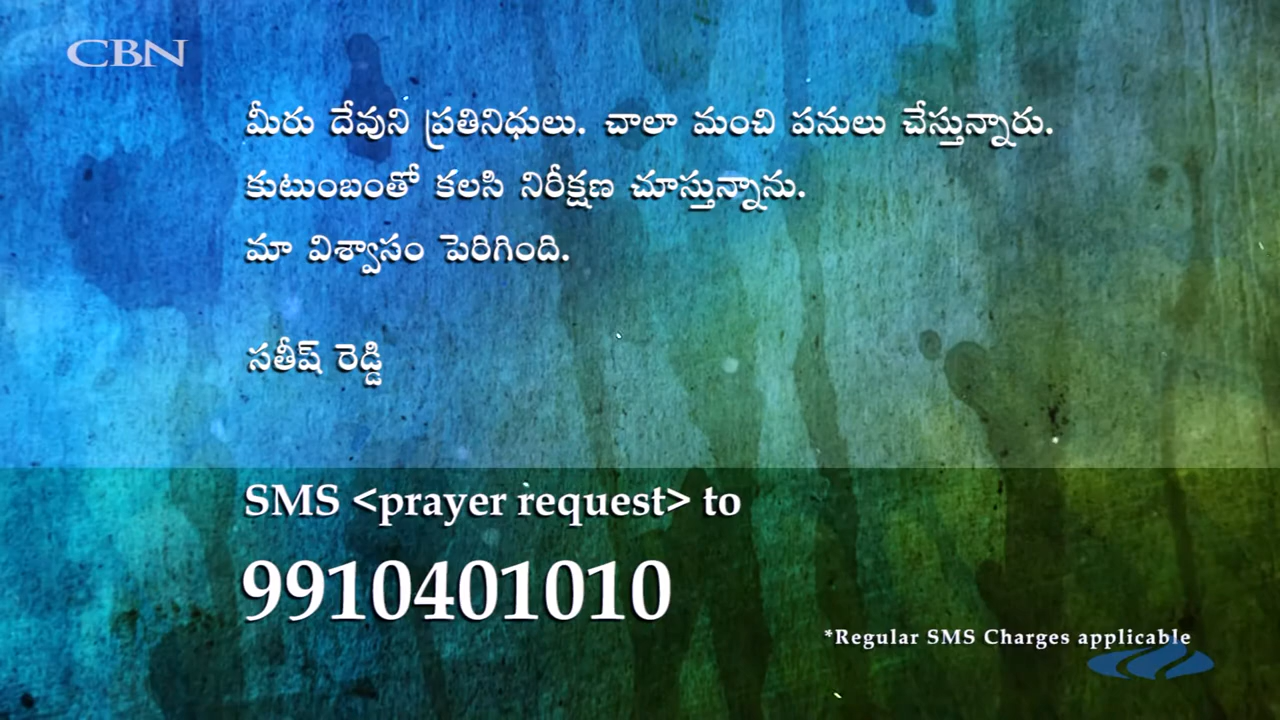 CBN
మీరు దేవుని ప్రతినిధులు. చాలా మంచి పనులు చేస్తున్నారు.
కుటుంబంతో కలసి నిరీక్షణ చూస్తున్నాను.
మా విశ్వాసం పెరిగింది.
సతీష్ రెడ్డి
SMS <prayer request> to
9910401010
*Regular SMS Charges applicable